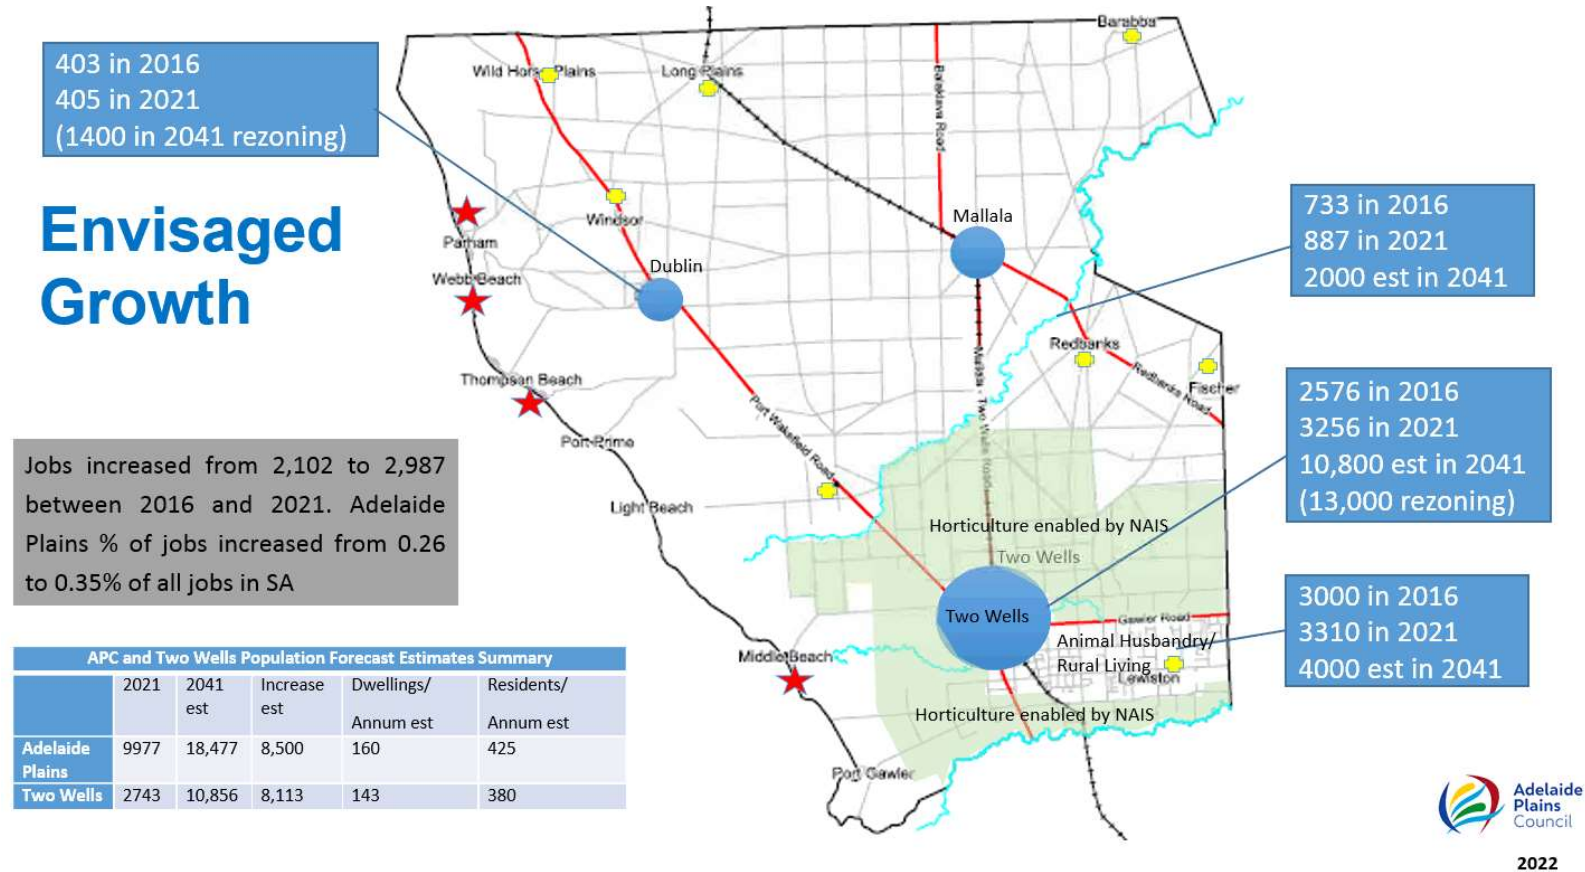 403 in 2016
405 in 2021
(1400 in 2041 rezoning)
Envisaged
Growth
Jobs increased from 2,102 to 2,987
between 2016 and 2021. Adelaide
Plains % of jobs increased from 0.26
to 0.35% of all jobs in SA
APC and Two Wells Population Forecast Estimates Summary
2021 2041 est Increase est Dwellings/ Annum est Residents/ Annum est
Adelaide Plains 9977 18,477 8,500 160 425
Two Wells 2743 10,856 8,113 143 380
Barabba
Wild Horse Plains
Long Plains
Balaklava Road
Windsor
Parham
Mallala
Dublin
Webb Beach
Redbanks
Thompson Beach
Fischer
Redbanks Road
Mallala - Two Wells Road
Port Wakefield Road
Port Prime
Light Beach
Horticulture enabled by NAIS
Two Wells
Two Wells
Gawler Road
Animal Husbandry/
Rural Living
Lewiston
Middle Beach
Horticulture enabled by NAIS
Port Gawler
733 in 2016
887 in 2021
2000 est in 2041
2576 in 2016
3256 in 2021
10,800 est in 2041
(13,000 rezoning)
3000 in 2016
3310 in 2021
4000 est in 2041
Adelaide
Plains
Council
2022